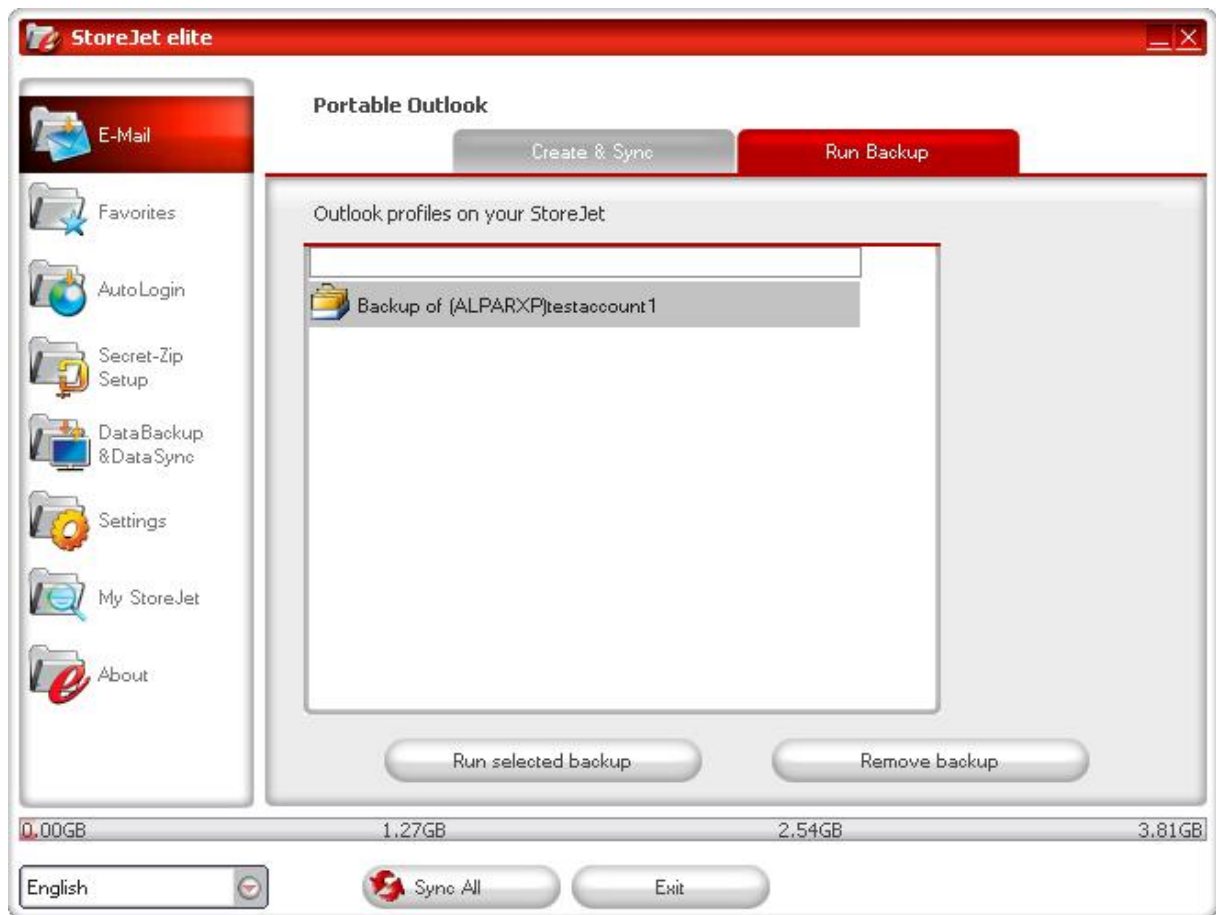 StoreJet elite
E-Mail
Favorites
AutoLogin
Secret-Zip
Setup
DataBackup
&DataSync
Settings
My StoreJet
About
Portable Outlook
Create & Sync
Run Backup
Outlook profiles on your StoreJet
Backup of (ALPARXP)testaccount1
Run selected backup
Remove backup
0.00GB 1.27GB 2.54GB 3.81GB
English
Sync All
Exit